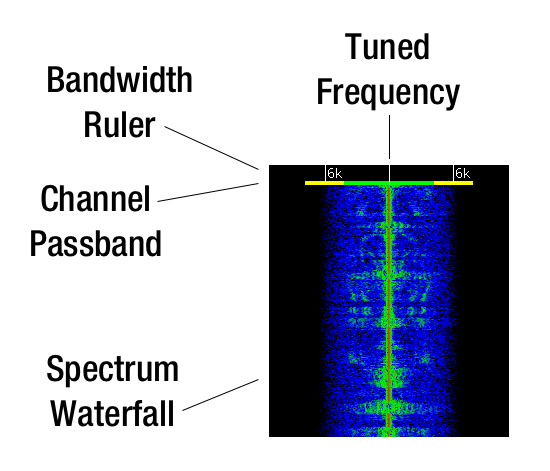 Tuned
Frequency
Bandwidth
Ruler
6k 6k
Channel
Passband
Spectrum
Waterfall